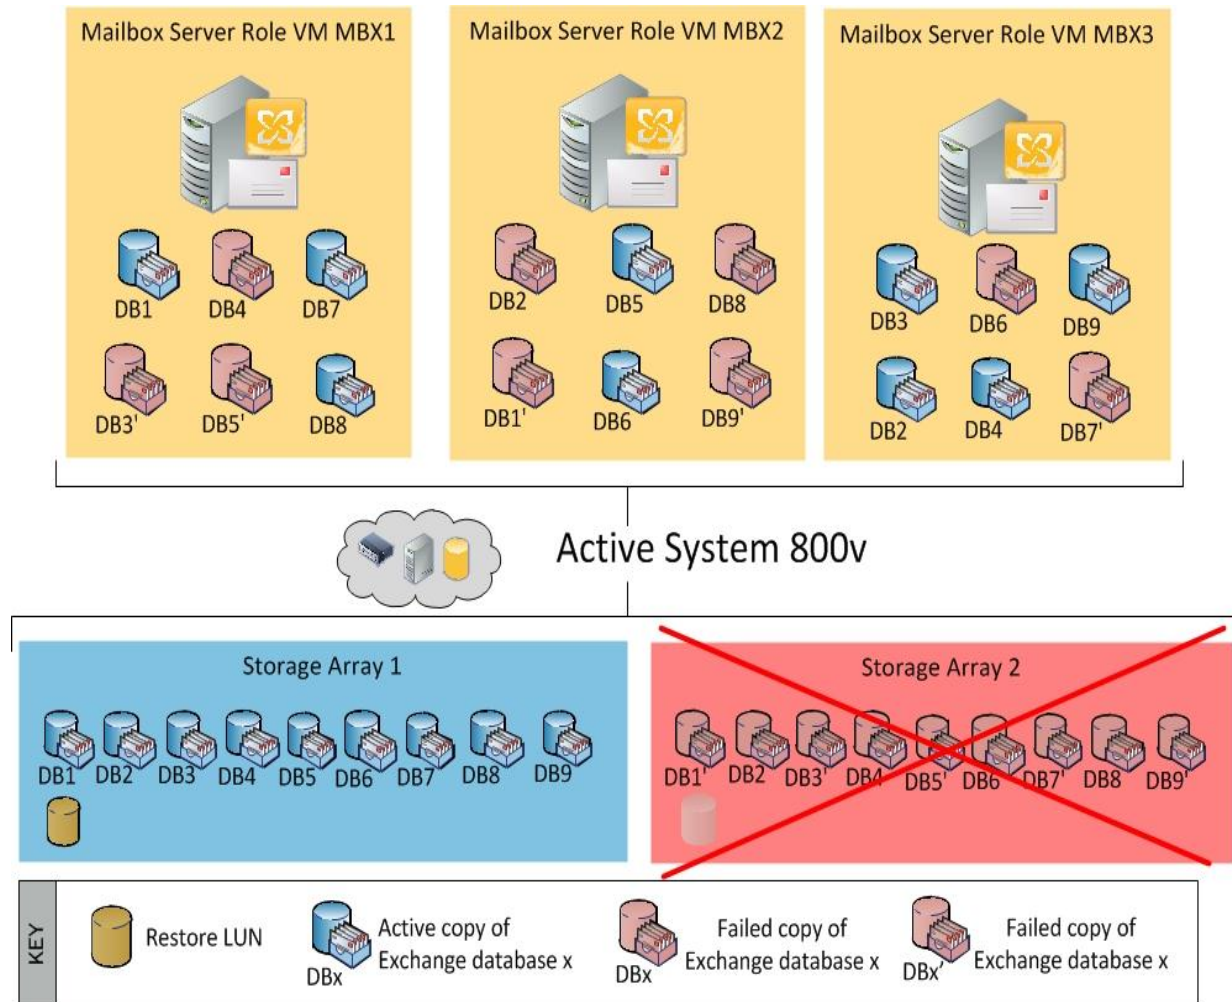 Mailbox Server Role VM MBX1
Mailbox Server Role VM MBX2
Mailbox Server Role VM MBX3
DB1 DB4 DB7
DB3' DB5' DB8
DB2 DB5 DB8
DB1' DB6 DB9'
DB3 DB6 DB9
DB2 DB4 DB7'
Active System 800v
Storage Array 1
DB1 DB2 DB3 DB4 DB5 DB6 DB7 DB8 DB9
Storage Array 2
DB1' DB2 DB3' DB4 DB5' DB6 DB7' DB8 DB9'
KEY
Restore LUN
DBx
Active copy of
Exchange database x
DBx
Failed copy of
Exchange database x
DBx'
Failed copy of
Exchange database x